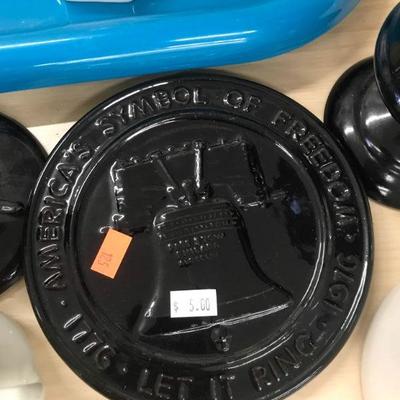 AMERICA'S SYMBOL OF FREEDOM
· 1776 · LET IT RING · 1976 ·
$ 5.00